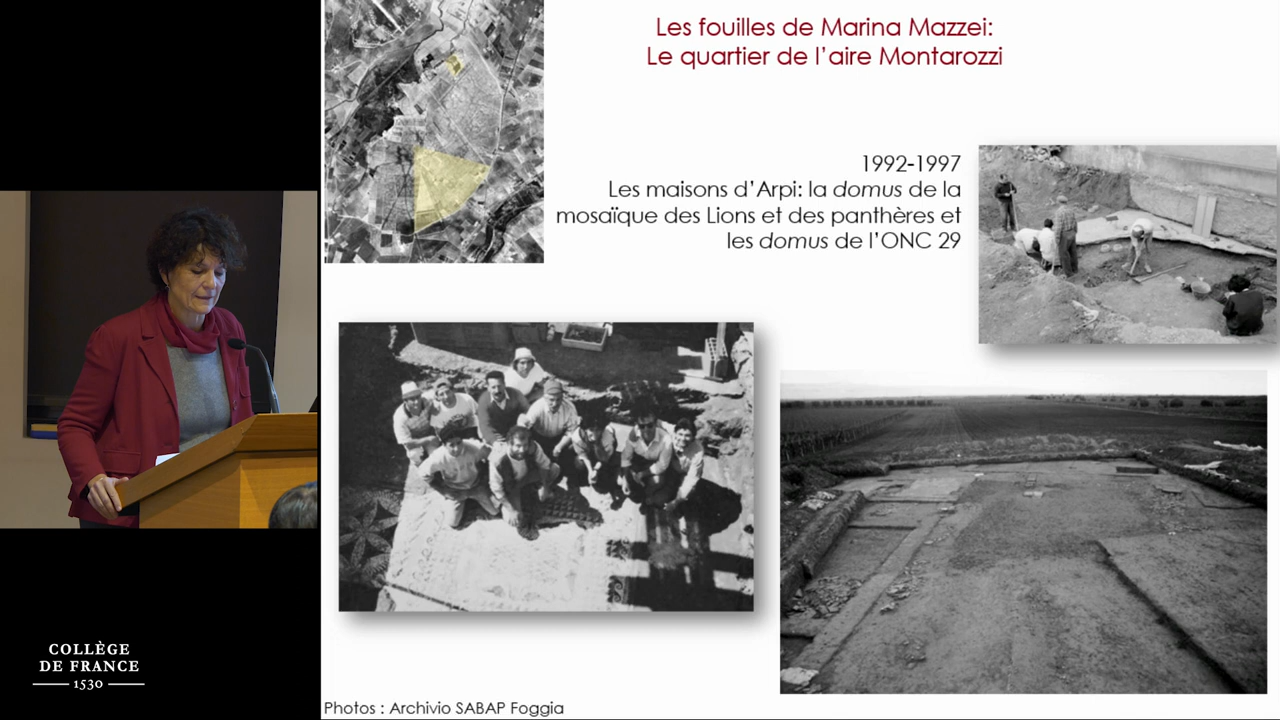 Les fouilles de Marina Mazzei:
Le quartier de l'aire Montarozzi
1992-1997
Les maisons d'Arpi: la domus de la
mosaïque des Lions et des panthères et
les domus de l'ONC 29
COLLÈGE
DE FRANCE
1530
Photos : Archivio SABAP Foggia